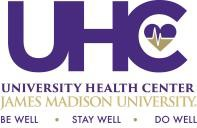 UHC
UNIVERSITY HEALTH CENTER
JAMES MADISON UNIVERSITY.
BE WELL • STAY WELL • DO WELL